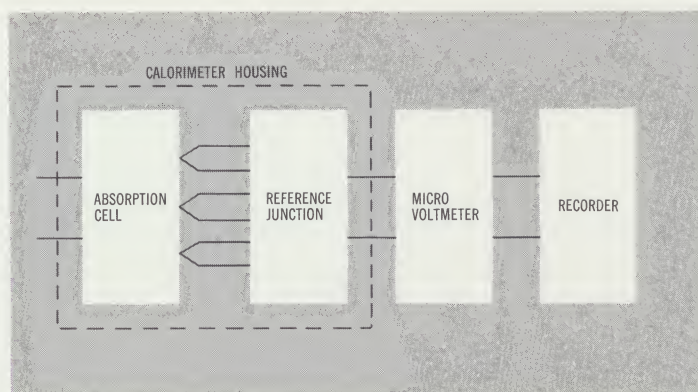 CALORIMETER HOUSING
ABSORPTION
CELL
REFERENCE
JUNCTION
MICRO
VOLTMETER
RECORDER